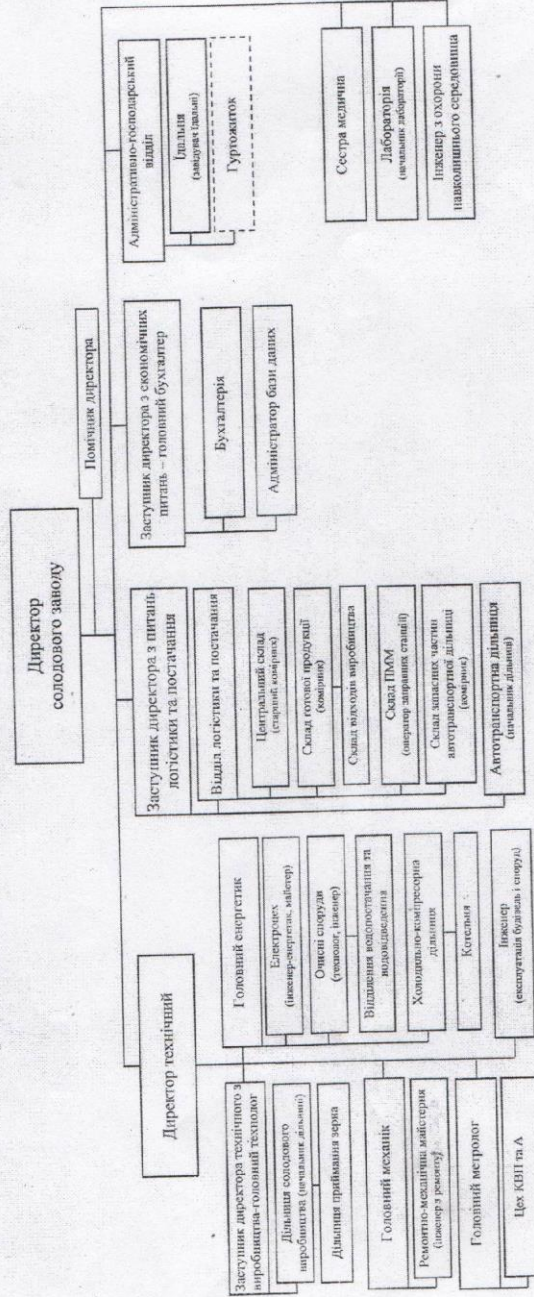 Директор
солодового заводу
Помічник директора
Директор технічний
Заступник директора технічного з
виробництва-головний технолог
Дільниця солодового
виробництва (начальник дільниці)
Дільниця приймання зерна
Головний механік
Ремонтно-механічна майстерня
(інженер з ремонту)
Головний метролог
Цех КВП та А
Головний енергетик
Електроцех
(інженер-енергетик, майстер)
Очисні споруди
(технолог, інженер)
Відділення водопостачання та
водовідведення
Холодильно-компресорна
дільниця
Котельня
Інженер
(експлуатація будівель і споруд)
Заступник директора з питань
логістики та постачання
Відділ логістики та постачання
Центральний склад
(старший комірник)
Склад готової продукції
(комірник)
Склад відходів виробництва
Склад ПММ
(оператор заправних станцій)
Склад запасних частин
автотранспортної дільниці
(комірник)
Автотранспортна дільниця
(начальник дільниці)
Заступник директора з економічних
питань – головний бухгалтер
Бухгалтерія
Адміністратор бази даних
Адміністративно-господарський
відділ
Їдальня
(завідувач їдальні)
Гуртожиток
Сестра медична
Лабораторія
(начальник лабораторії)
Інженер з охорони
навколишнього середовища